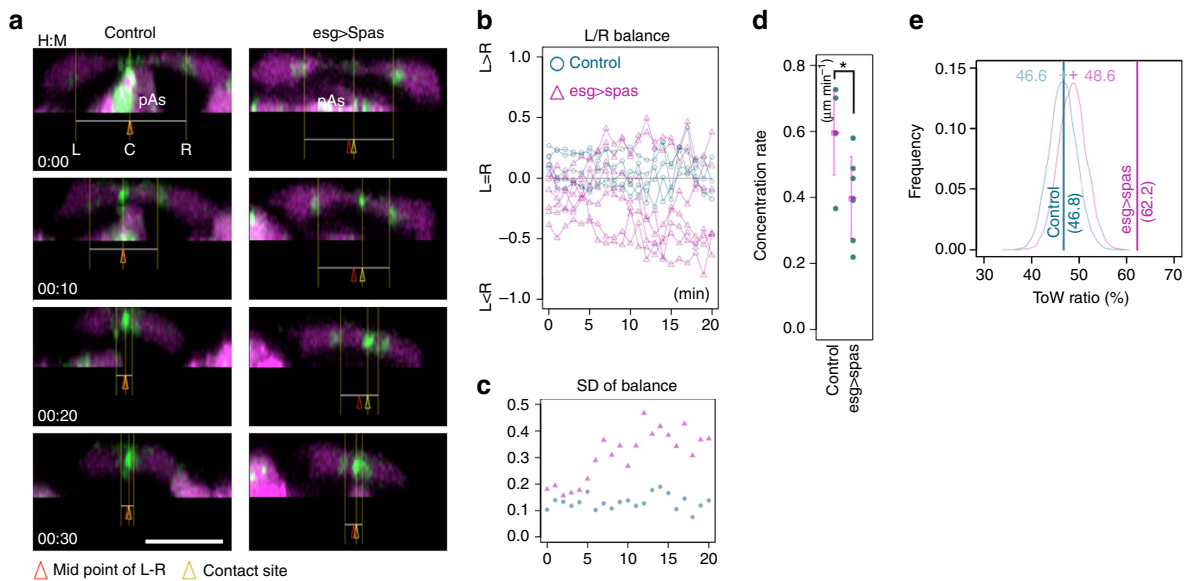 a
Control
esg>Spas
H:M
pAs
L C R
0:00
pAs
00:10
00:20
00:30
Mid point of L-R
Contact site
b
L/R balance
L>R
L=R
L<R
1.0
0.5
0.0
−0.5
−1.0
Control
esg>spas
(min)
0 5 10 15 20
c
SD of balance
0.5
0.4
0.3
0.2
0.1
0.0
0 5 10 15 20
d
Concentration rate
(μm min⁻¹)
*
0.8
0.6
0.4
0.2
0.0
Control
esg>spas
e
Frequency
0.15
0.10
0.05
0.00
46.6 ++ 48.6
Control
(46.8)
esg>spas
(62.2)
30 40 50 60 70
ToW ratio (%)